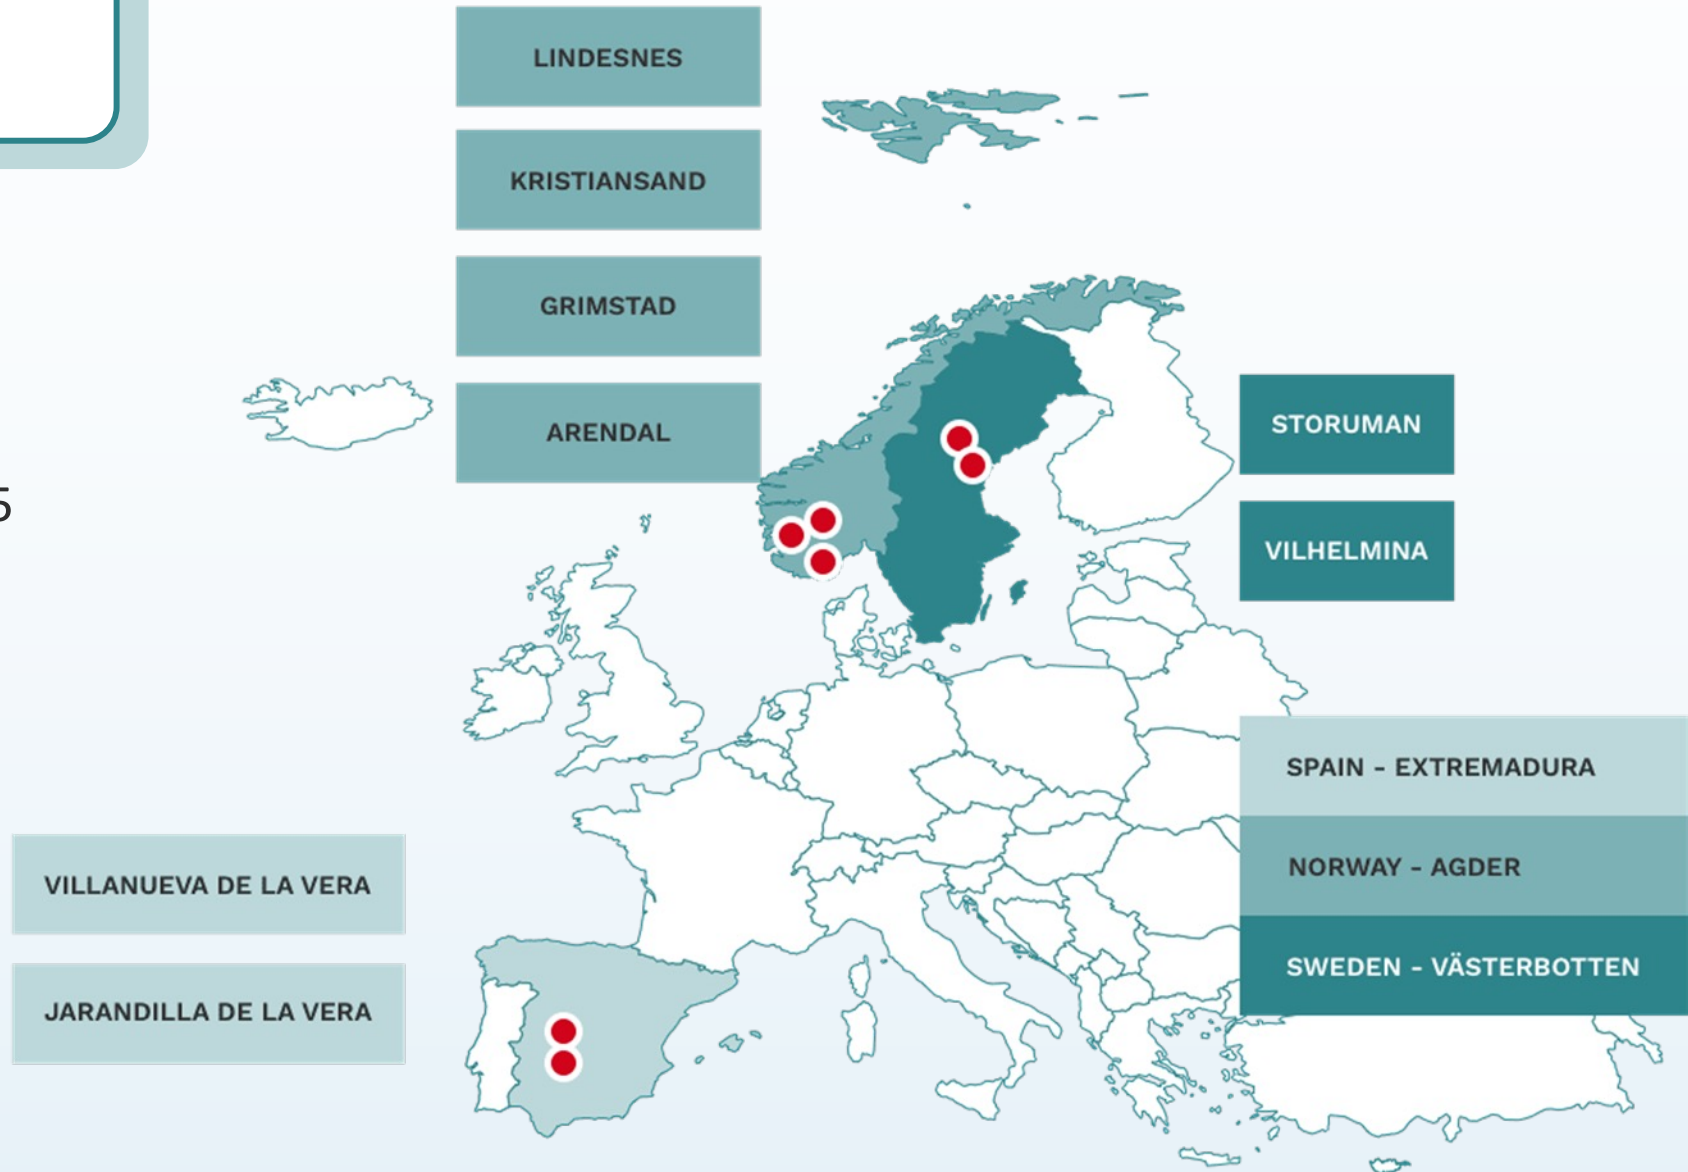 LINDESNES
KRISTIANSAND
GRIMSTAD
ARENDAL
5
STORUMAN
VILHELMINA
SPAIN - EXTREMADURA
NORWAY - AGDER
SWEDEN - VÄSTERBOTTEN
VILLANUEVA DE LA VERA
JARANDILLA DE LA VERA